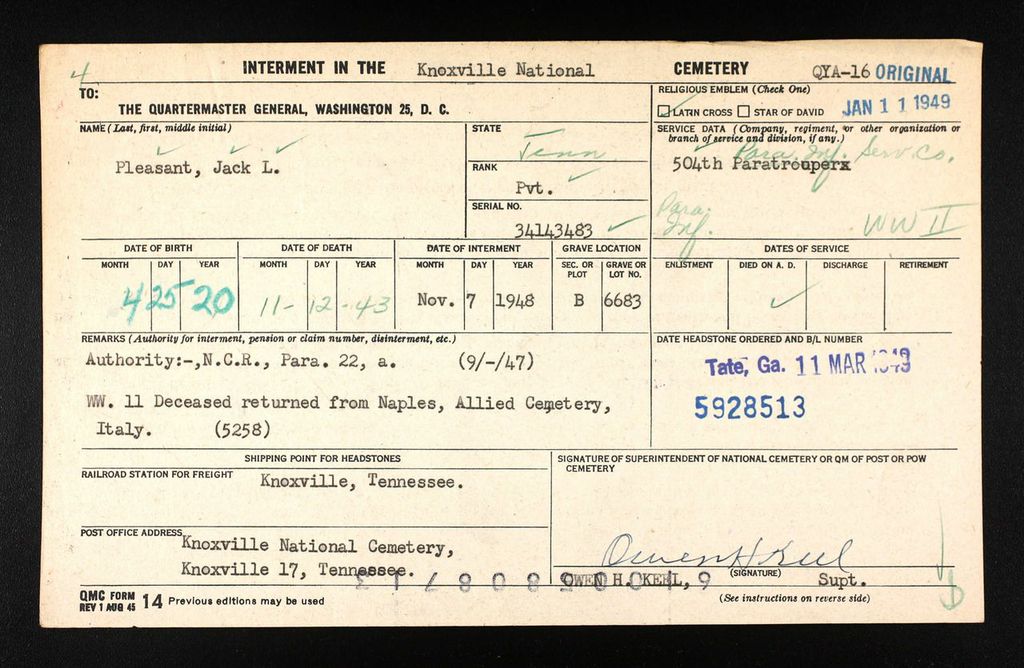 4
INTERMENT IN THE Knoxville National CEMETERY QYA-16 ORIGINAL
TO:
THE QUARTERMASTER GENERAL, WASHINGTON 25, D. C.
RELIGIOUS EMBLEM (Check One)
LATIN CROSS STAR OF DAVID JAN 11 1949
NAME (Last, first, middle initial)
Pleasant, Jack L.
STATE
Tenn
RANK
Pvt.
SERIAL NO.
34143483
SERVICE DATA (Company, regiment, or other organization or
branch of service and division, if any.)
Para. Inf. Serv. Co.
504th Paratrouperx
Para.
Inf. WW II
DATE OF BIRTH DATE OF DEATH DATE OF INTERMENT GRAVE LOCATION
MONTH DAY YEAR MONTH DAY YEAR MONTH DAY YEAR SEC. OR PLOT GRAVE OR LOT NO.
4 25 20 11- 12 -43 Nov. 7 1948 B 6683
DATES OF SERVICE
ENLISTMENT DIED ON A. D. DISCHARGE RETIREMENT
REMARKS (Authority for interment, pension or claim number, disinterment, etc.)
Authority:-,N.C.R., Para. 22, a. (9/-/47)
WW. 11 Deceased returned from Naples, Allied Cemetery,
Italy. (5258)
DATE HEADSTONE ORDERED AND B/L NUMBER
Tate, Ga. 11 MAR 1949
5928513
SHIPPING POINT FOR HEADSTONES
RAILROAD STATION FOR FREIGHT
Knoxville, Tennessee.
POST OFFICE ADDRESS
Knoxville National Cemetery,
Knoxville 17, Tennessee.
SIGNATURE OF SUPERINTENDENT OF NATIONAL CEMETERY OR QM OF POST OR POW
CEMETERY
Owen H Kehl
OWEN H. KEHL, (SIGNATURE) Supt.
(See instructions on reverse side)
QMC FORM
REV 1 AUG 45 14 Previous editions may be used